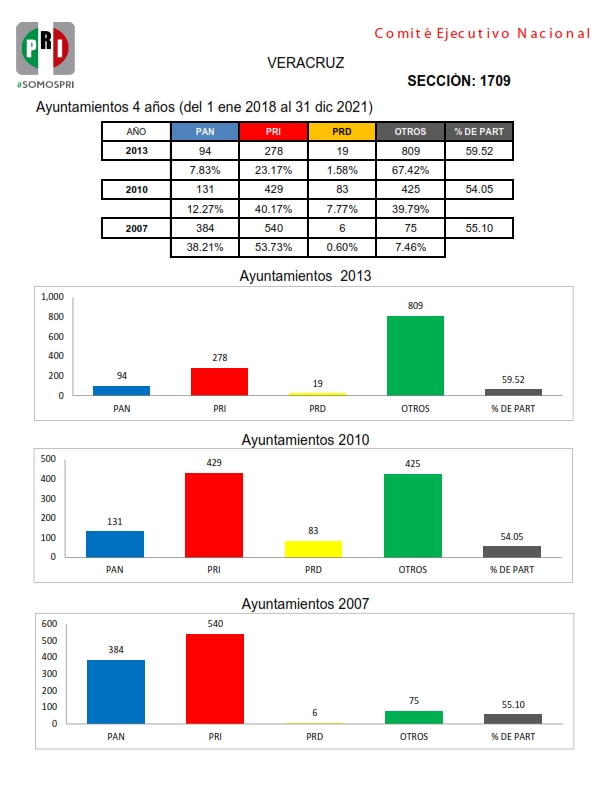 PRI
#SOMOSPRI
Comité Ejecutivo Nacional
VERACRUZ
SECCIÓN: 1709
Ayuntamientos 4 años (del 1 ene 2018 al 31 dic 2021)
AÑO PAN PRI PRD OTROS % DE PART
2013 94 278 19 809 59.52
7.83% 23.17% 1.58% 67.42%
2010 131 429 83 425 54.05
12.27% 40.17% 7.77% 39.79%
2007 384 540 6 75 55.10
38.21% 53.73% 0.60% 7.46%
Ayuntamientos 2013
1,000
800
600
400
200
0
94 278 19 809 59.52
PAN PRI PRD OTROS % DE PART
Ayuntamientos 2010
500
400
300
200
100
0
131 429 83 425 54.05
PAN PRI PRD OTROS % DE PART
Ayuntamientos 2007
600
500
400
300
200
100
0
384 540 6 75 55.10
PAN PRI PRD OTROS % DE PART